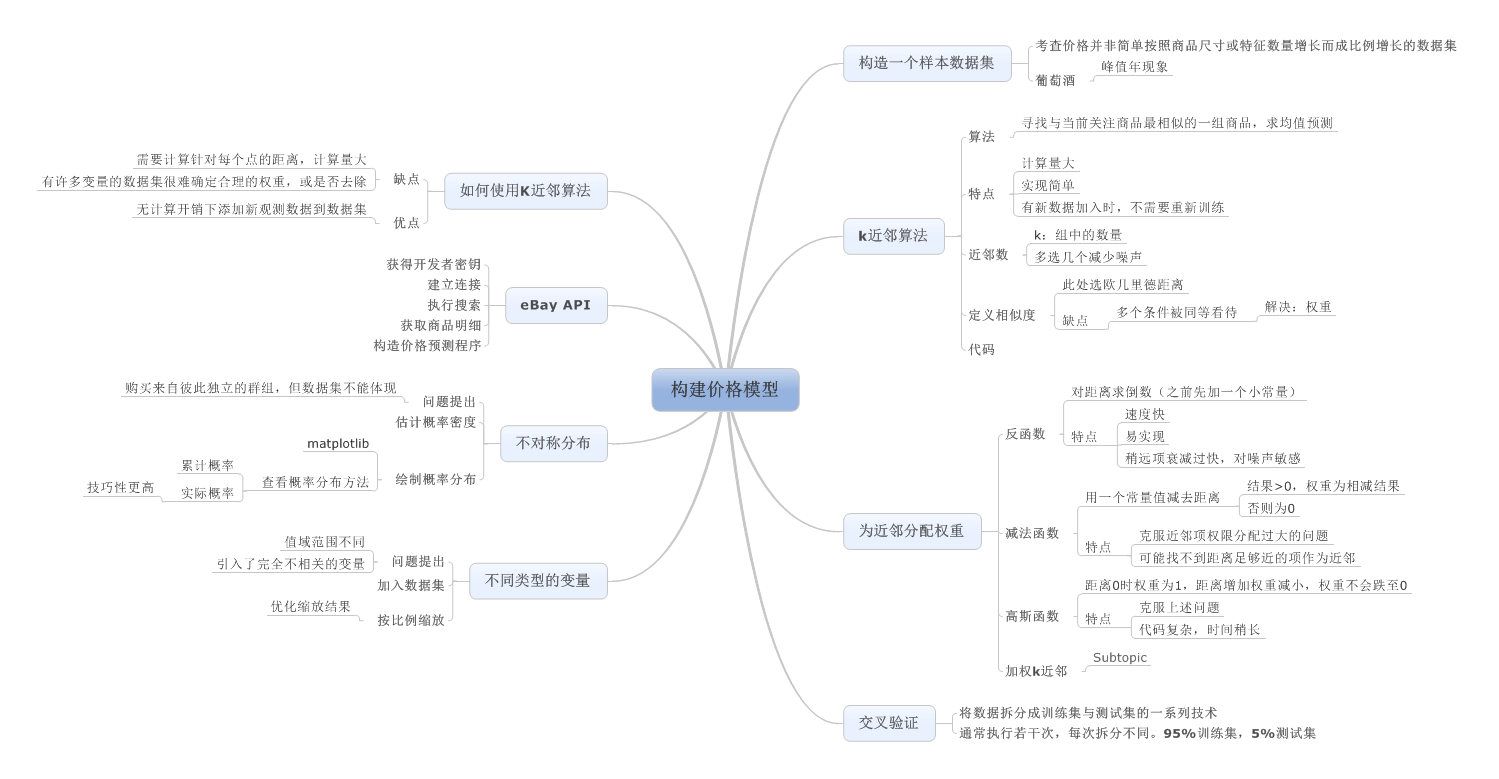 构建价格模型
构造一个样本数据集
考查价格并非简单按照商品尺寸或特征数量增长而成比例增长的数据集
葡萄酒
峰值年现象
k近邻算法
算法
寻找与当前关注商品最相似的一组商品，求均值预测
特点
计算量大
实现简单
有新数据加入时，不需要重新训练
近邻数
k：组中的数量
多选几个减少噪声
定义相似度
此处选欧几里德距离
缺点
多个条件被同等看待
解决：权重
代码
为近邻分配权重
反函数
对距离求倒数（之前先加一个小常量）
特点
速度快
易实现
稍远项衰减过快，对噪声敏感
减法函数
用一个常量值减去距离
结果>0，权重为相减结果
否则为0
特点
克服近邻项权限分配过大的问题
可能找不到距离足够近的项作为近邻
高斯函数
距离0时权重为1，距离增加权重减小，权重不会跌至0
特点
克服上述问题
代码复杂，时间稍长
加权k近邻
Subtopic
交叉验证
将数据拆分成训练集与测试集的一系列技术
通常执行若干次，每次拆分不同。95%训练集，5%测试集
如何使用K近邻算法
缺点
需要计算针对每个点的距离，计算量大
有许多变量的数据集很难确定合理的权重，或是否去除
优点
无计算开销下添加新观测数据到数据集
eBay API
获得开发者密钥
建立连接
执行搜索
获取商品明细
构造价格预测程序
不对称分布
问题提出
购买来自彼此独立的群组，但数据集不能体现
估计概率密度
绘制概率分布
matplotlib
查看概率分布方法
累计概率
实际概率
技巧性更高
不同类型的变量
问题提出
值域范围不同
引入了完全不相关的变量
加入数据集
按比例缩放
优化缩放结果